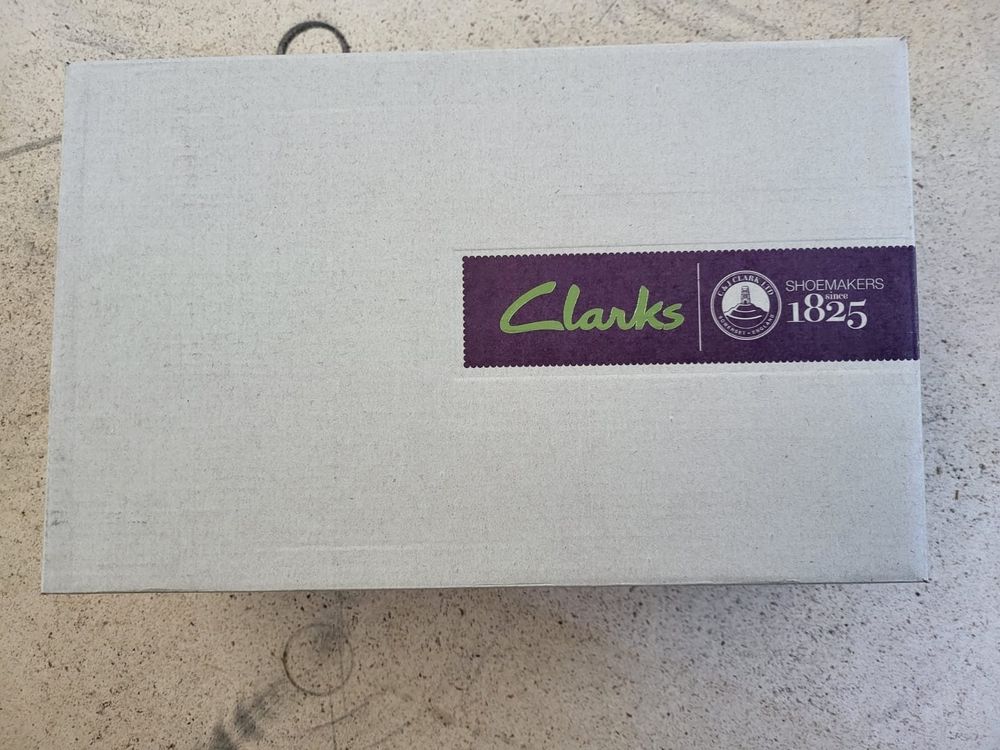 Clarks
C & J CLARK LTD
SOMERSET • ENGLAND
SHOEMAKERS
since
1825